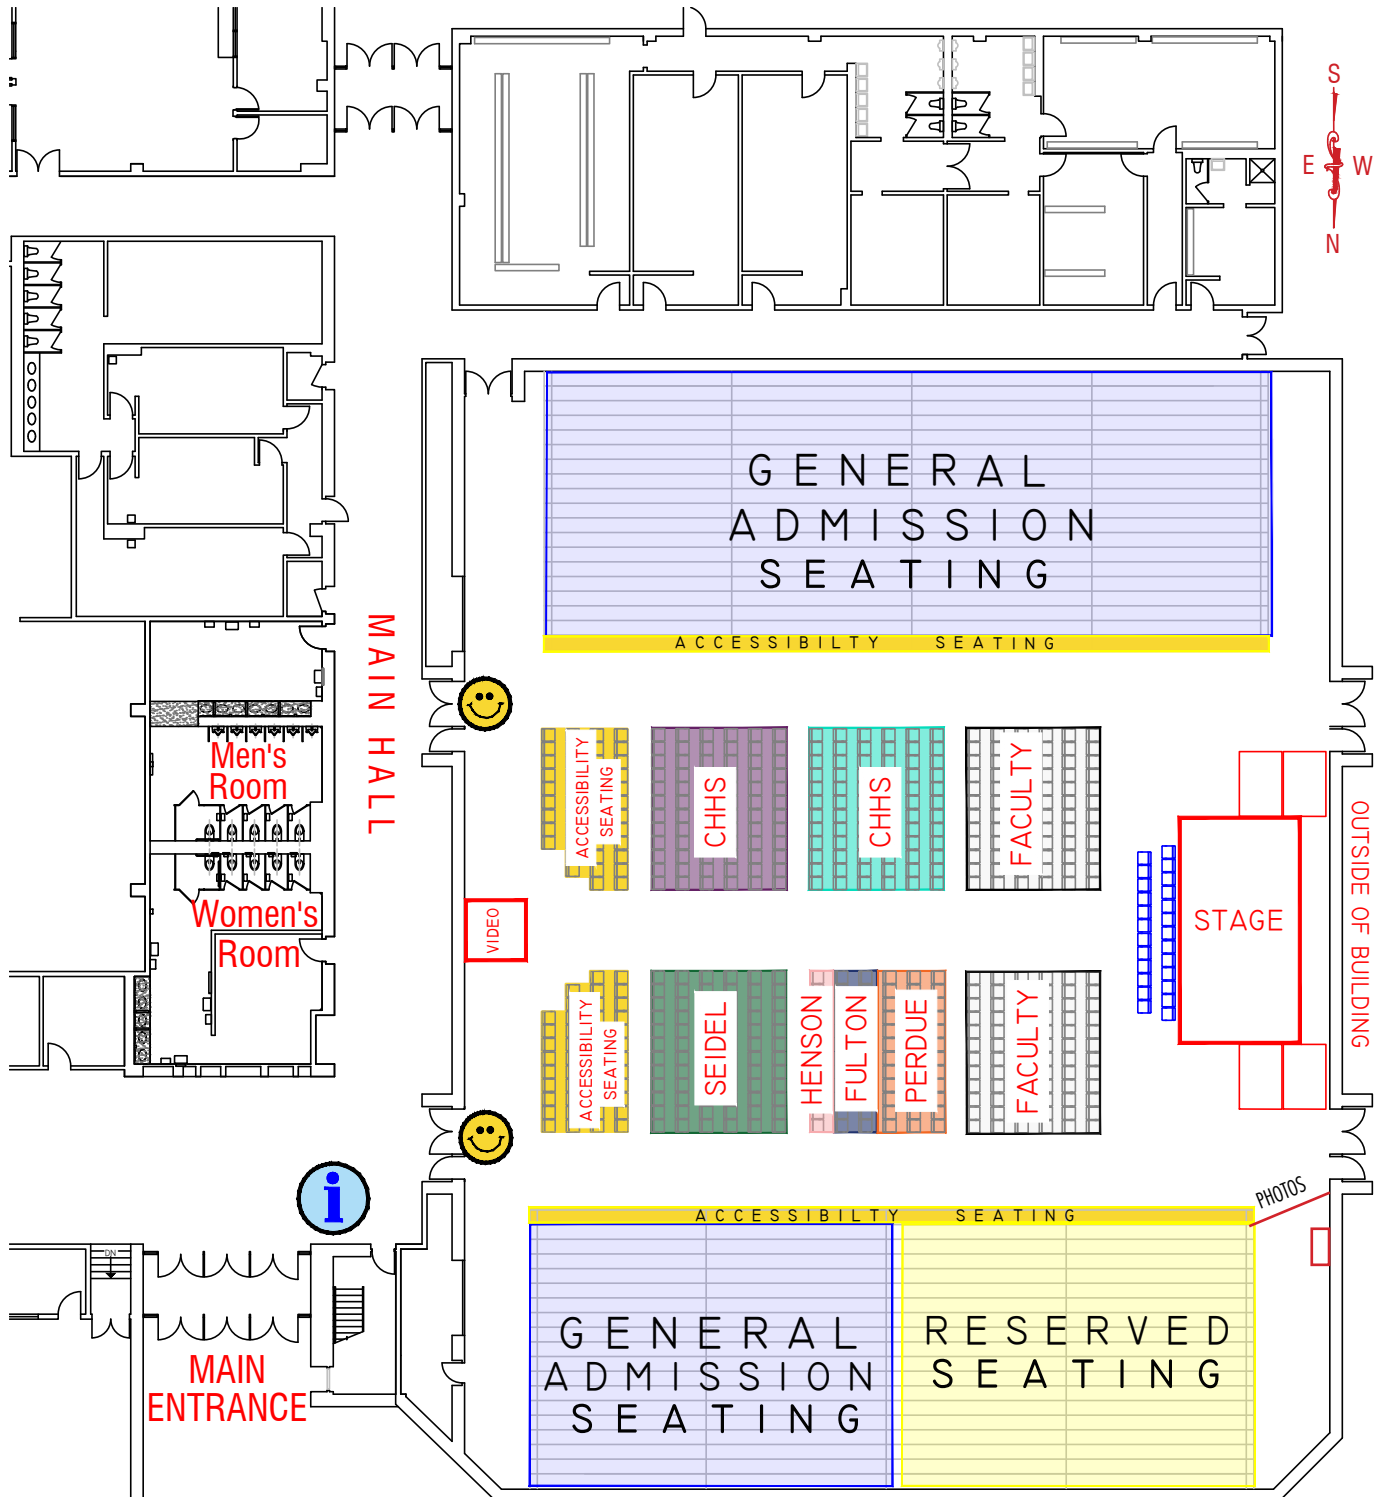 S
E W
N
GENERAL
ADMISSION
SEATING
ACCESSIBILTY SEATING
MAIN HALL
Men's
Room
Women's
Room
ACCESSIBILITY
SEATING
CHHS
CHHS
FACULTY
VIDEO
STAGE
OUTSIDE OF BUILDING
ACCESSIBILITY
SEATING
SEIDEL
HENSON
FULTON
PERDUE
FACULTY
PHOTOS
i
ACCESSIBILTY SEATING
DN
GENERAL
ADMISSION
SEATING
RESERVED
SEATING
MAIN
ENTRANCE